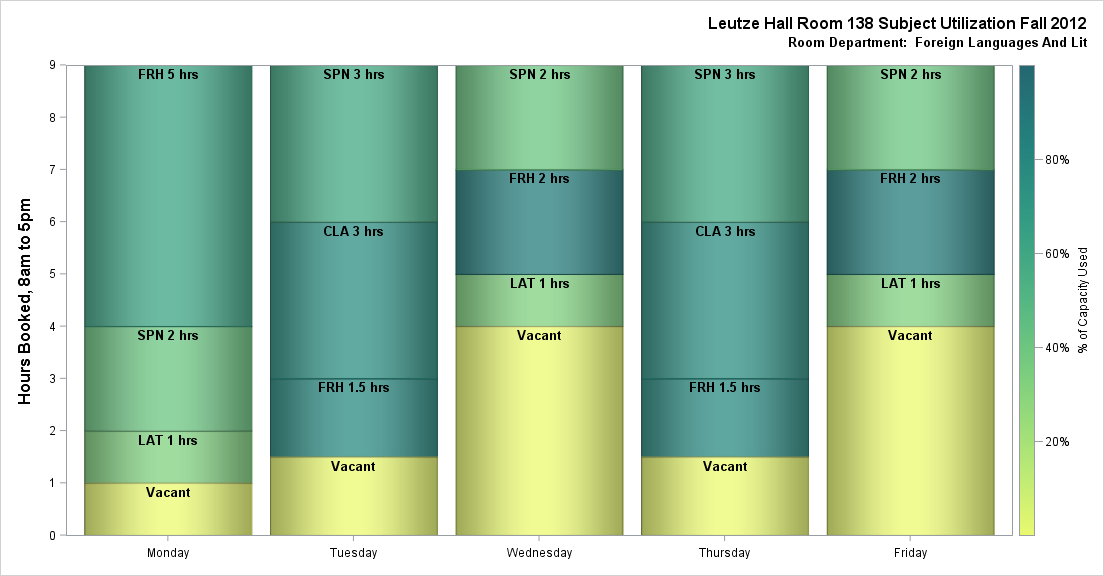 Leutze Hall Room 138 Subject Utilization Fall 2012
Room Department:  Foreign Languages And Lit
Hours Booked, 8am to 5pm
9
8
7
6
5
4
3
2
1
0
FRH 5 hrs
SPN 2 hrs
LAT 1 hrs
Vacant
SPN 3 hrs
CLA 3 hrs
FRH 1.5 hrs
Vacant
SPN 2 hrs
FRH 2 hrs
LAT 1 hrs
Vacant
SPN 3 hrs
CLA 3 hrs
FRH 1.5 hrs
Vacant
SPN 2 hrs
FRH 2 hrs
LAT 1 hrs
Vacant
Monday
Tuesday
Wednesday
Thursday
Friday
80%
60%
40%
20%
% of Capacity Used